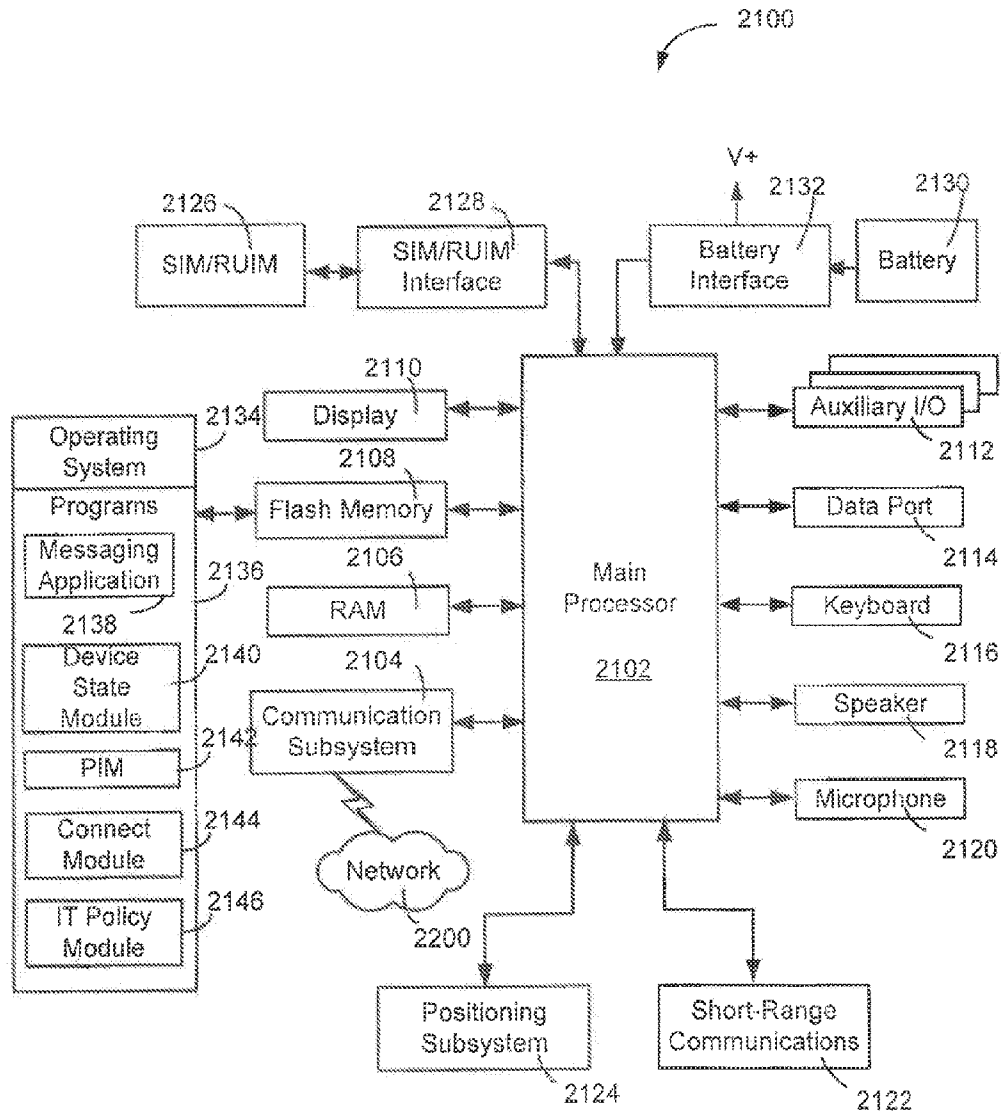 2100
V+
2126
2128
2132
2130
SIM/RUIM
SIM/RUIM
Interface
Battery
Interface
Battery
2110
Display
Auxiliary I/O
2112
2134
Operating
System
2108
Flash Memory
Data Port
2114
Programs
Messaging
Application
2136
2138
2106
RAM
Main
Processor
2102
Keyboard
2116
2140
Device
State
Module
2104
Communication
Subsystem
Speaker
2118
2142
PIM
Microphone
2120
2144
Connect
Module
Network
2200
2146
IT Policy
Module
Positioning
Subsystem
2124
Short-Range
Communications
2122